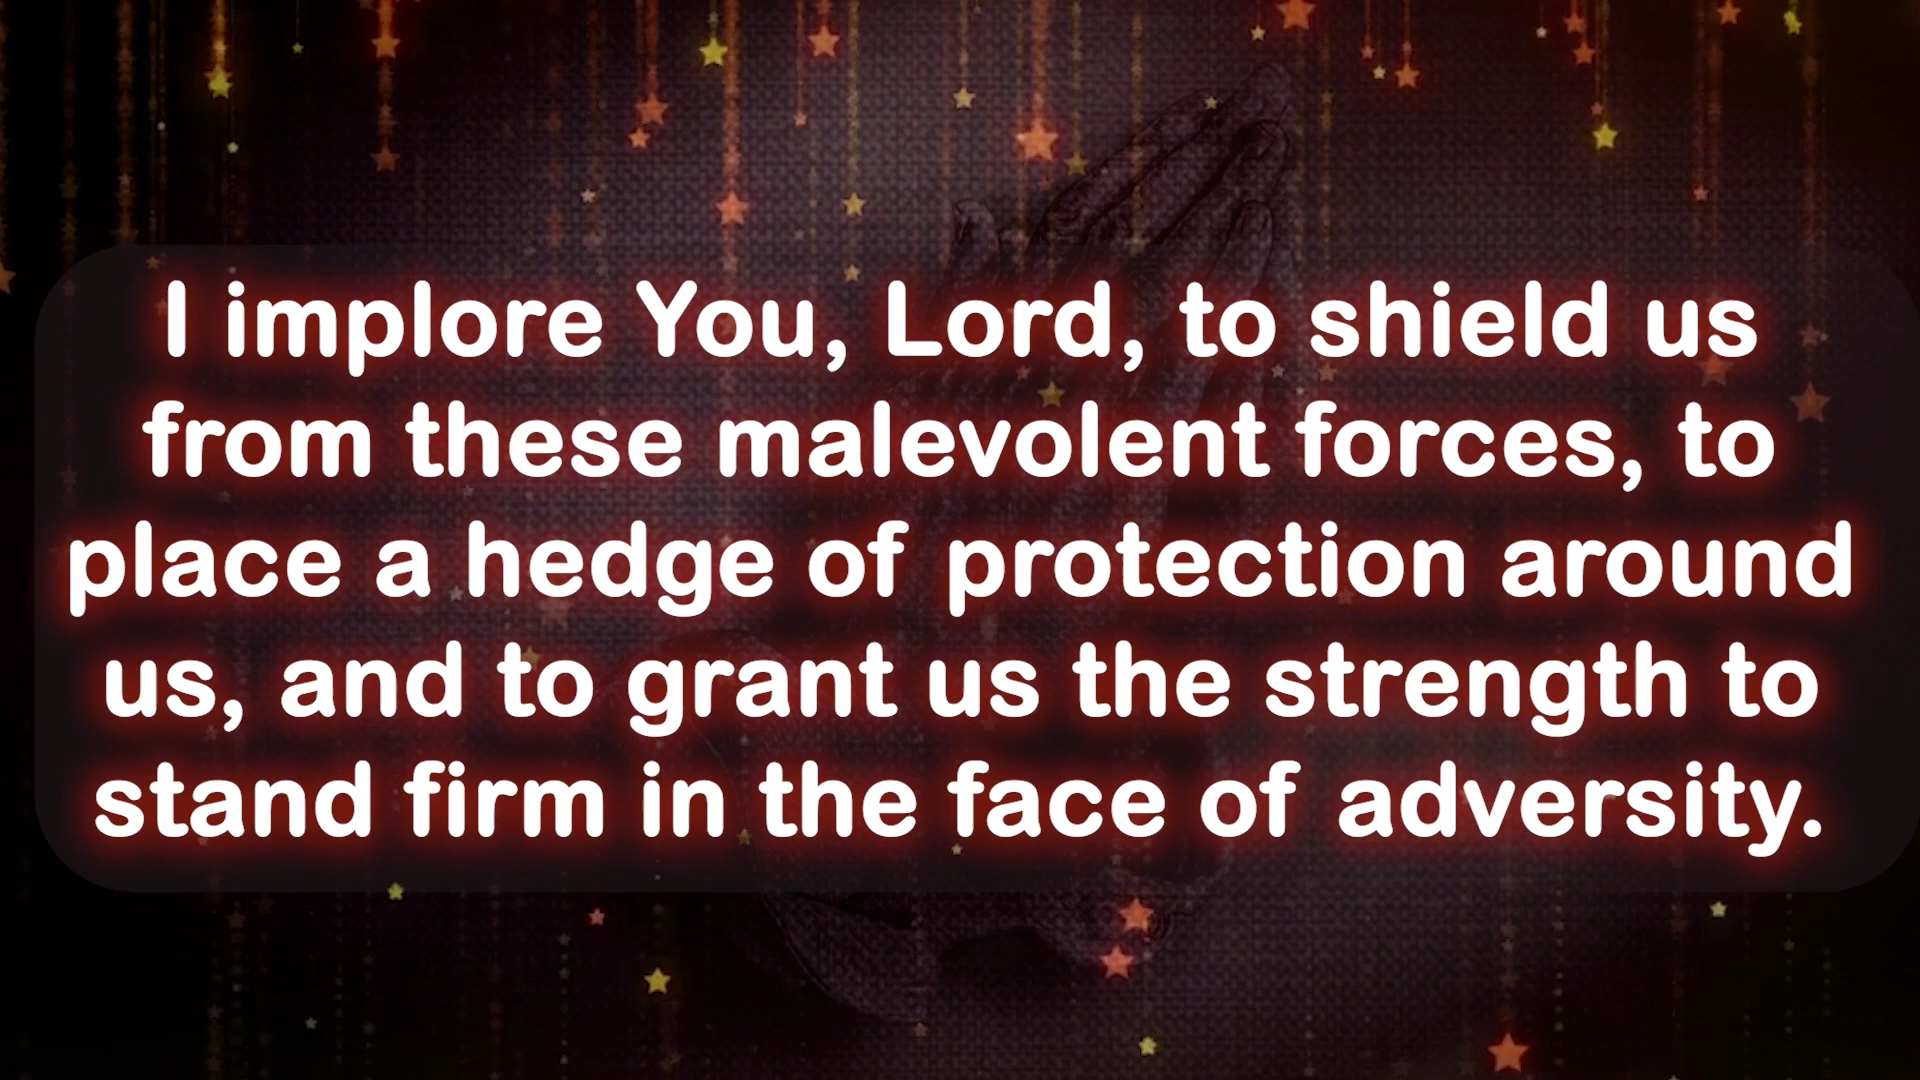 I implore You, Lord, to shield us
from these malevolent forces, to
place a hedge of protection around
us, and to grant us the strength to
stand firm in the face of adversity.